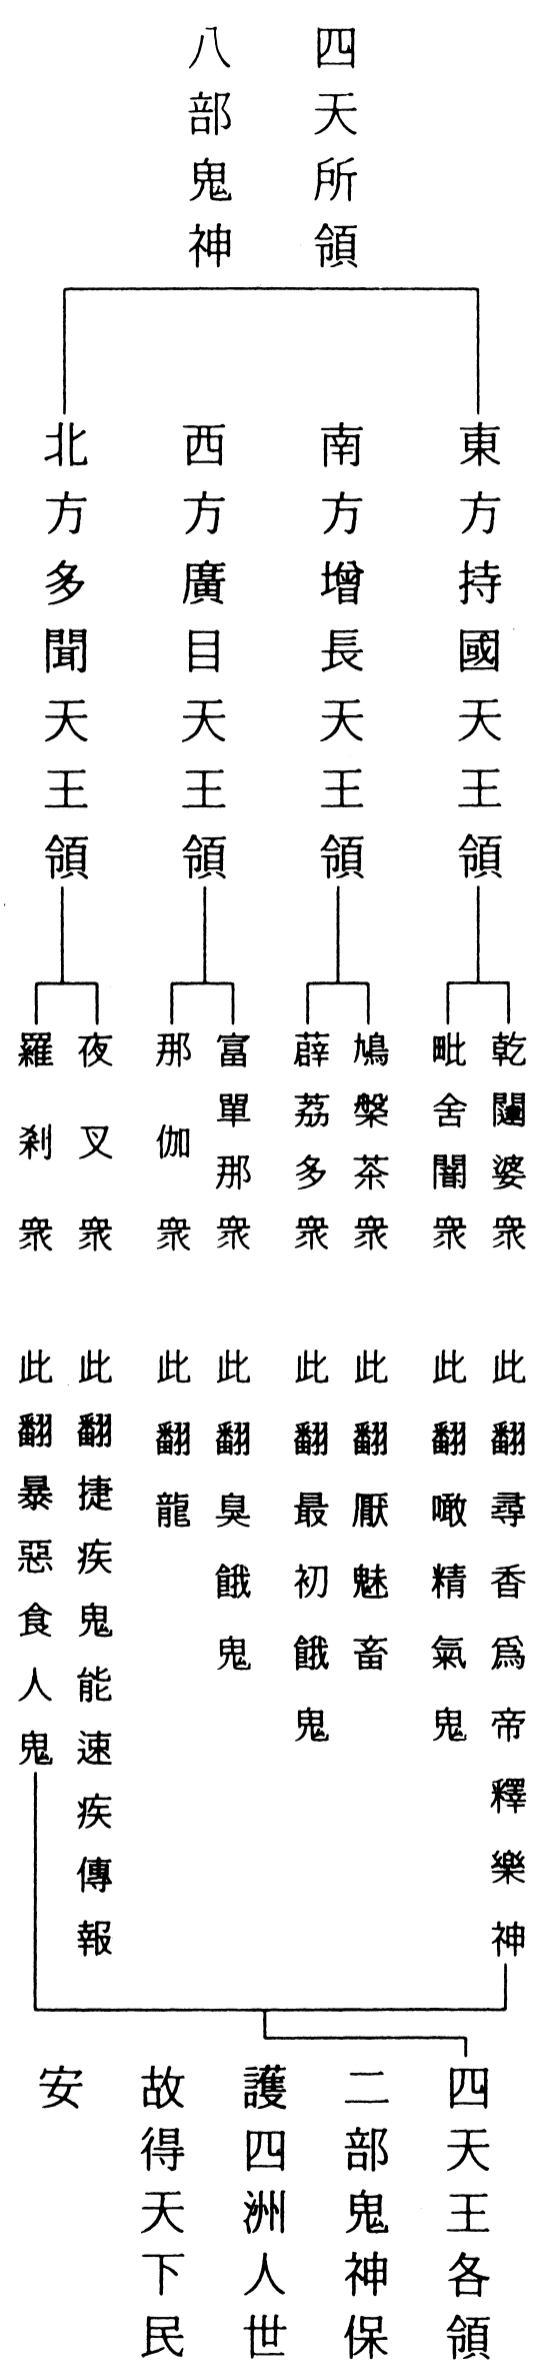 四天所領
八部鬼神
東方持國天王領
南方增長天王領
西方廣目天王領
北方多聞天王領
乾闥婆衆
毗舍闍衆
鳩槃茶衆
薜荔多衆
富單那衆
那伽衆
夜叉衆
羅剎衆
此翻尋香爲帝釋樂神
此翻噉精氣鬼
此翻厭魅畜
此翻最初餓鬼
此翻臭餓鬼
此翻龍
此翻捷疾鬼能速疾傳報
此翻暴惡食人鬼
四天王各領
二部鬼神保
護四洲人世
故得天下民
安